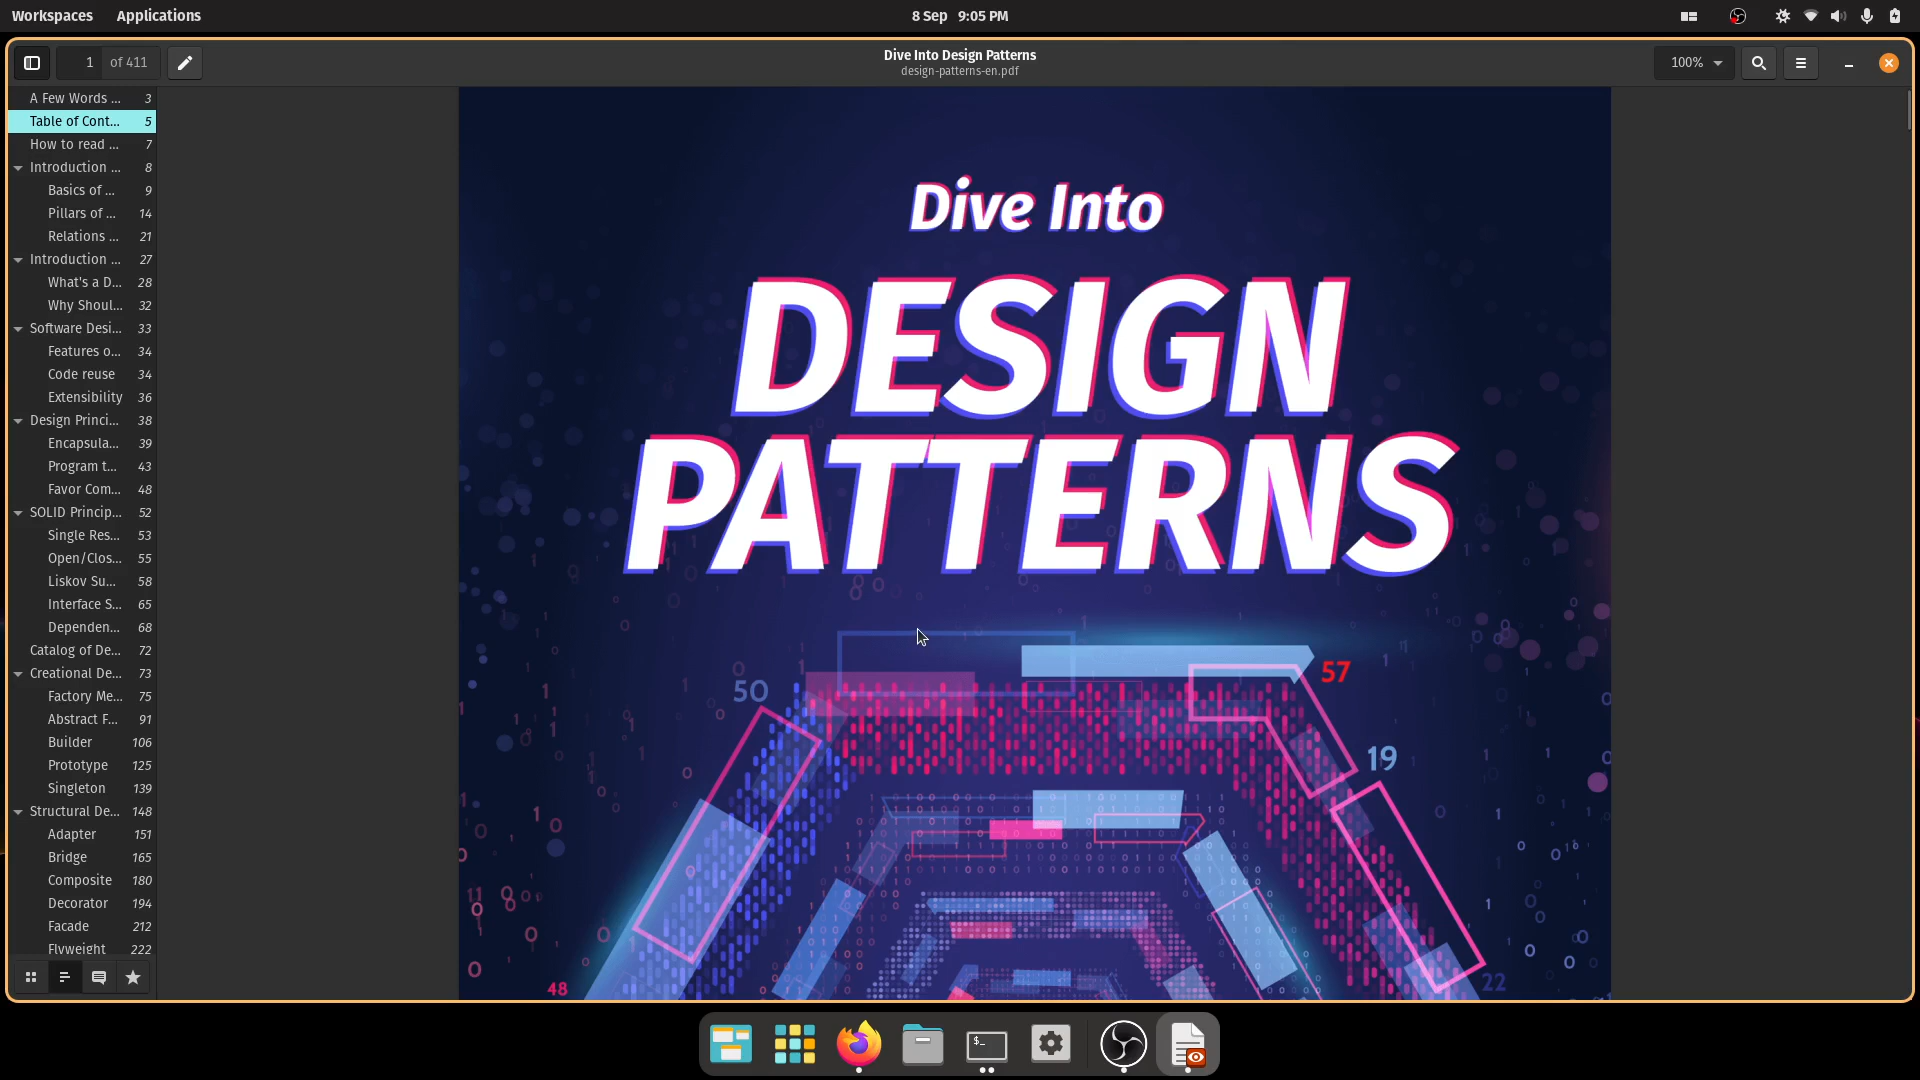 Workspaces Applications 8 Sep 9:05 PM
1 of 411 Dive Into Design Patterns 100%
design-patterns-en.pdf
A Few Words ... 3
Table of Cont... 5
How to read ... 7
Introduction ... 8
Basics of ... 9
Pillars of ... 14
Relations ... 21
Introduction ... 27
What's a D... 28
Why Shoul... 32
Software Desi... 33
Features o... 34
Code reuse 34
Extensibility 36
Design Princi... 38
Encapsula... 39
Program t... 43
Favor Com... 48
SOLID Princip... 52
Single Res... 53
Open/Clos... 55
Liskov Su... 58
Interface S... 65
Dependen... 68
Catalog of De... 72
Creational De... 73
Factory Me... 75
Abstract F... 91
Builder 106
Prototype 125
Singleton 139
Structural De... 148
Adapter 151
Bridge 165
Composite 180
Decorator 194
Facade 212
Flyweight 222
Dive Into
DESIGN
PATTERNS
50
57
19
48
22
$_